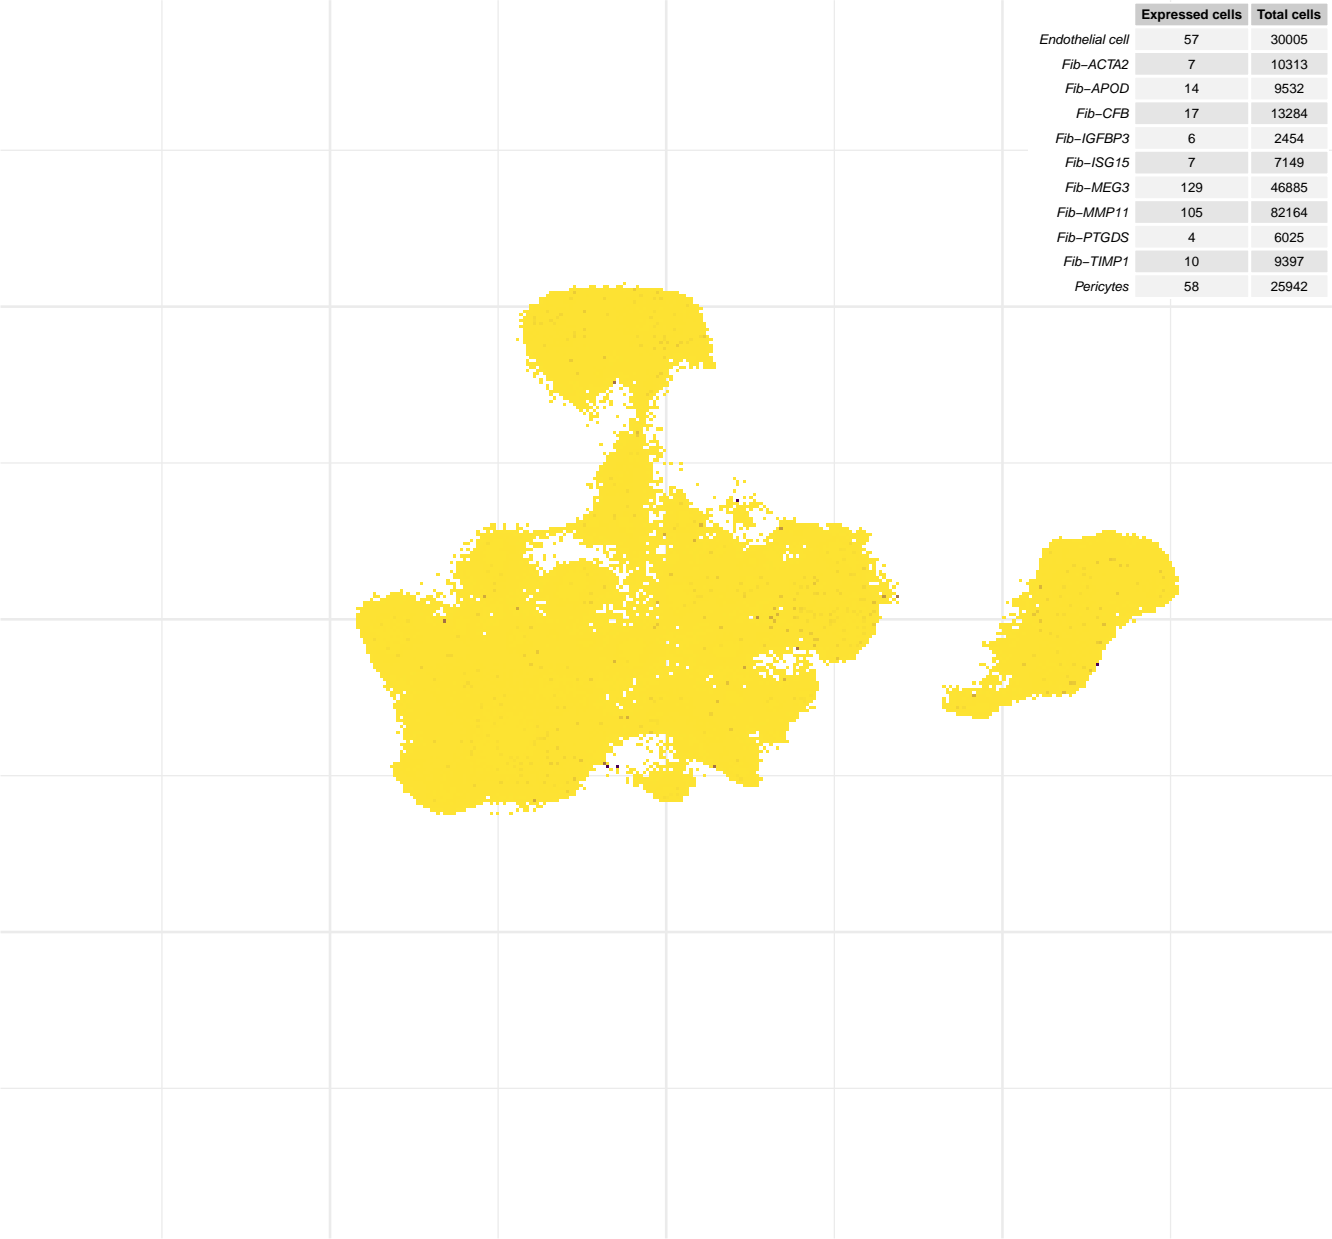 Expressed cells Total cells
Endothelial cell 57 30005
Fib−ACTA2 7 10313
Fib−APOD 14 9532
Fib−CFB 17 13284
Fib−IGFBP3 6 2454
Fib−ISG15 7 7149
Fib−MEG3 129 46885
Fib−MMP11 105 82164
Fib−PTGDS 4 6025
Fib−TIMP1 10 9397
Pericytes 58 25942